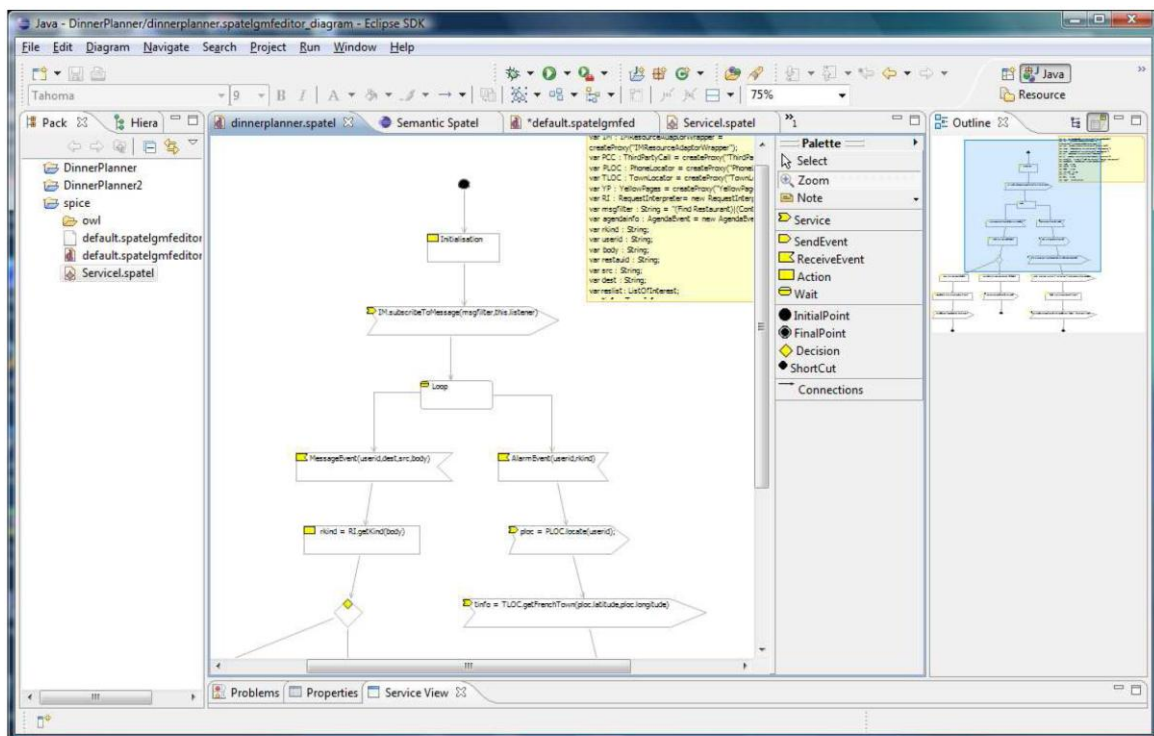 Java - DinnerPlanner/dinnerplanner.spatelgmfeditor_diagram - Eclipse SDK
File Edit Diagram Navigate Search Project Run Window Help
Java
Tahoma 9 B I A 75% Resource
Pack Hiera
dinnerplanner.spatel Semantic Spatel *default.spatelgmfed Servicel.spatel »1
Outline
DinnerPlanner
DinnerPlanner2
spice
owl
default.spatelgmfeditor
default.spatelgmfeditor
Servicel.spatel
var IM : IMResourceAdaptorWrapper =
createProxy("IMResourceAdaptorWrapper");
var PCC : ThirdPartyCall = createProxy("ThirdPa
var PLOC : PhoneLocator = createProxy("Phone
var TLOC : TownLocator = createProxy("TownL
var YP : YellowPages = createProxy("YellowPag
var RI : RequestInterpreter= new RequestInterp
var msgfilter : String = "(Find Restaurant)|(Cont
var agendainfo : AgendaEvent = new AgendaEve
var rkind : String;
var userid : String;
var body : String;
var restauid : String;
var src : String;
var dest : String;
var reslist : ListOfInterest;
Initialisation
IM.subscribeToMessage(msgfilter,this.listener)
Loop
MessageEvent(userid,dest,src,body)
AlarmEvent(userid,rkind)
rkind = RI.getKind(body)
ploc = PLOC.locate(userid);
tinfo = TLOC.getFrenchTown(ploc.latitude,ploc.longitude)
Palette
Select
Zoom
Note
Service
SendEvent
ReceiveEvent
Action
Wait
InitialPoint
FinalPoint
Decision
ShortCut
Connections
Problems Properties Service View